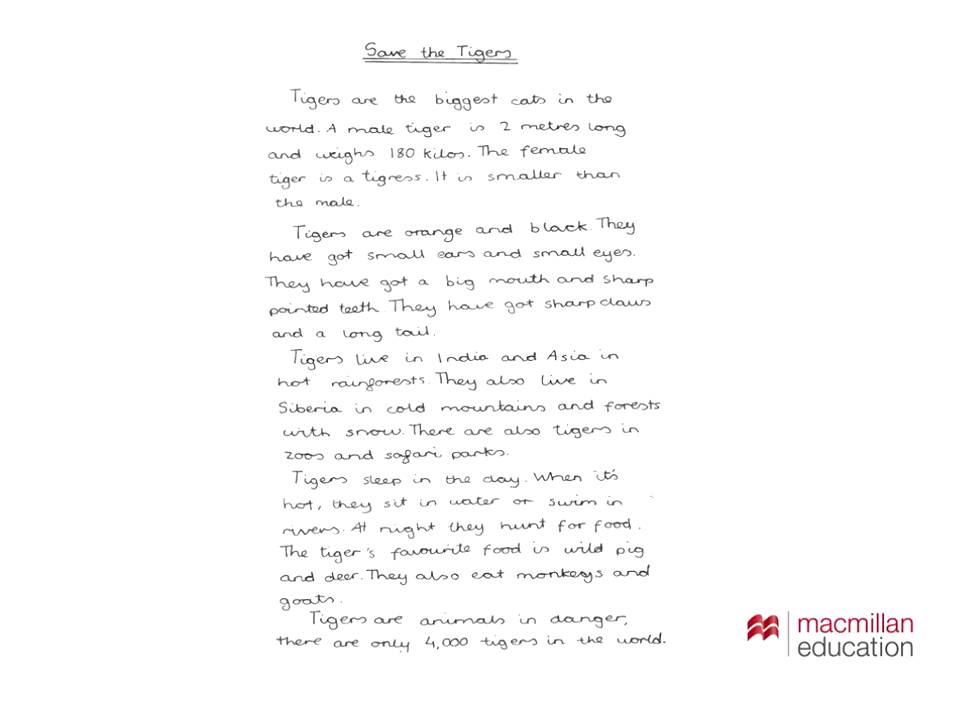 Save the Tigers
Tigers are the biggest cats in the
world. A male tiger is 2 metres long
and weighs 180 kilos. The female
tiger is a tigress. It is smaller than
the male.
Tigers are orange and black. They
have got small ears and small eyes.
They have got a big mouth and sharp
pointed teeth. They have got sharp claws
and a long tail.
Tigers live in India and Asia in
hot rainforests. They also live in
Siberia in cold mountains and forests
with snow. There are also tigers in
zoos and safari parks.
Tigers sleep in the day. When it's
hot, they sit in water or swim in
rivers. At night they hunt for food.
The tiger's favourite food is wild pig
and deer. They also eat monkeys and
goats.
Tigers are animals in danger,
there are only 4,000 tigers in the world.
macmillan
education